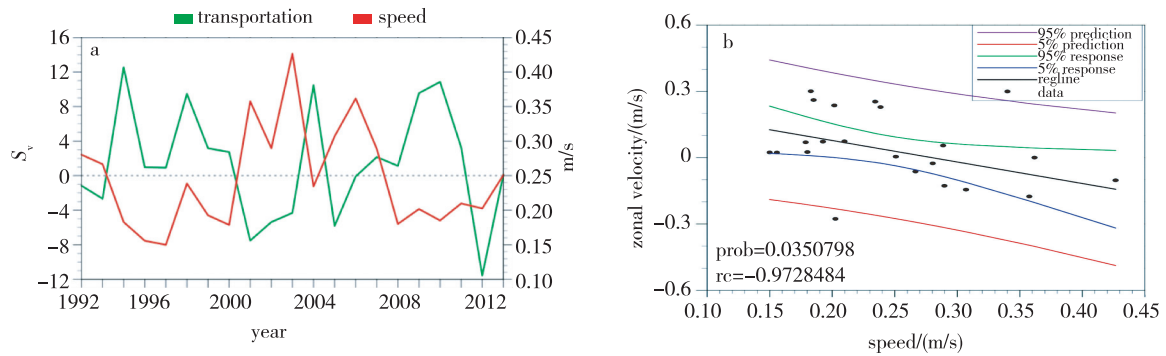 transportation speed
a
16
12
8
4
0
−4
−8
−12
Sv
0.45
0.40
0.35
0.30
0.25
0.20
0.15
0.10
m/s
1992 1996 2000 2004 2008 2012
year
b
95% prediction
5% prediction
95% response
5% response
regline
data
0.6
0.3
0
−0.3
−0.6
zonal velocity/(m/s)
prob=0.0350798
rc=−0.9728484
0.10 0.15 0.20 0.25 0.30 0.35 0.40 0.45
speed/(m/s)